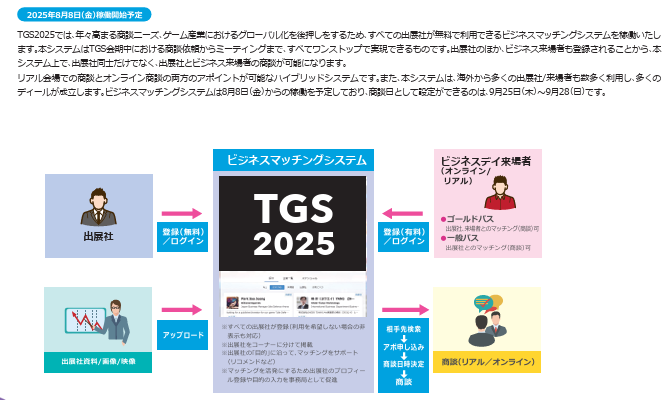 2025年8月8日(金)稼働開始予定
TGS2025では、年々高まる商談ニーズ、ゲーム産業におけるグローバル化を後押しをするため、すべての出展社が無料で利用できるビジネスマッチングシステムを稼働いたし
ます。本システムはTGS会期中における商談依頼からミーティングまで、すべてワンストップで実現できるものです。出展社のほか、ビジネス来場者も登録されることから、本
システム上で、出展社同士だけでなく、出展社とビジネス来場者の商談が可能になります。
リアル会場での商談とオンライン商談の両方のアポイントが可能なハイブリッドシステムです。また、本システムは、海外から多くの出展社/来場者も数多く利用し、多くの
ディールが成立します。ビジネスマッチングシステムは8月8日(金)からの稼働を予定しており、商談日として設定ができるのは、9月25日(木)～9月28(日)です。
出展社
登録(無料)
/ログイン
ビジネスマッチングシステム
TGS
2025
登録(有料)
/ログイン
ビジネスデイ来場者
(オンライン/
リアル)
●ゴールドパス
出展社、来場者とのマッチング(商談)可
●一般パス
出展社とのマッチング(商談)可
出展社資料/画像/映像
アップロード
※すべての出展社が登録(利用を希望しない場合の非
表示も対応)
※出展社をコーナーに分けて掲載
※出展社の「目的」に沿って、マッチングをサポート
(リコメンドなど)
※マッチングを活発にするため出展社のプロフィー
ル登録や目的の入力を事務局として促進
相手先検索
アポ申し込み
商談日時決定
商談
商談(リアル/オンライン)